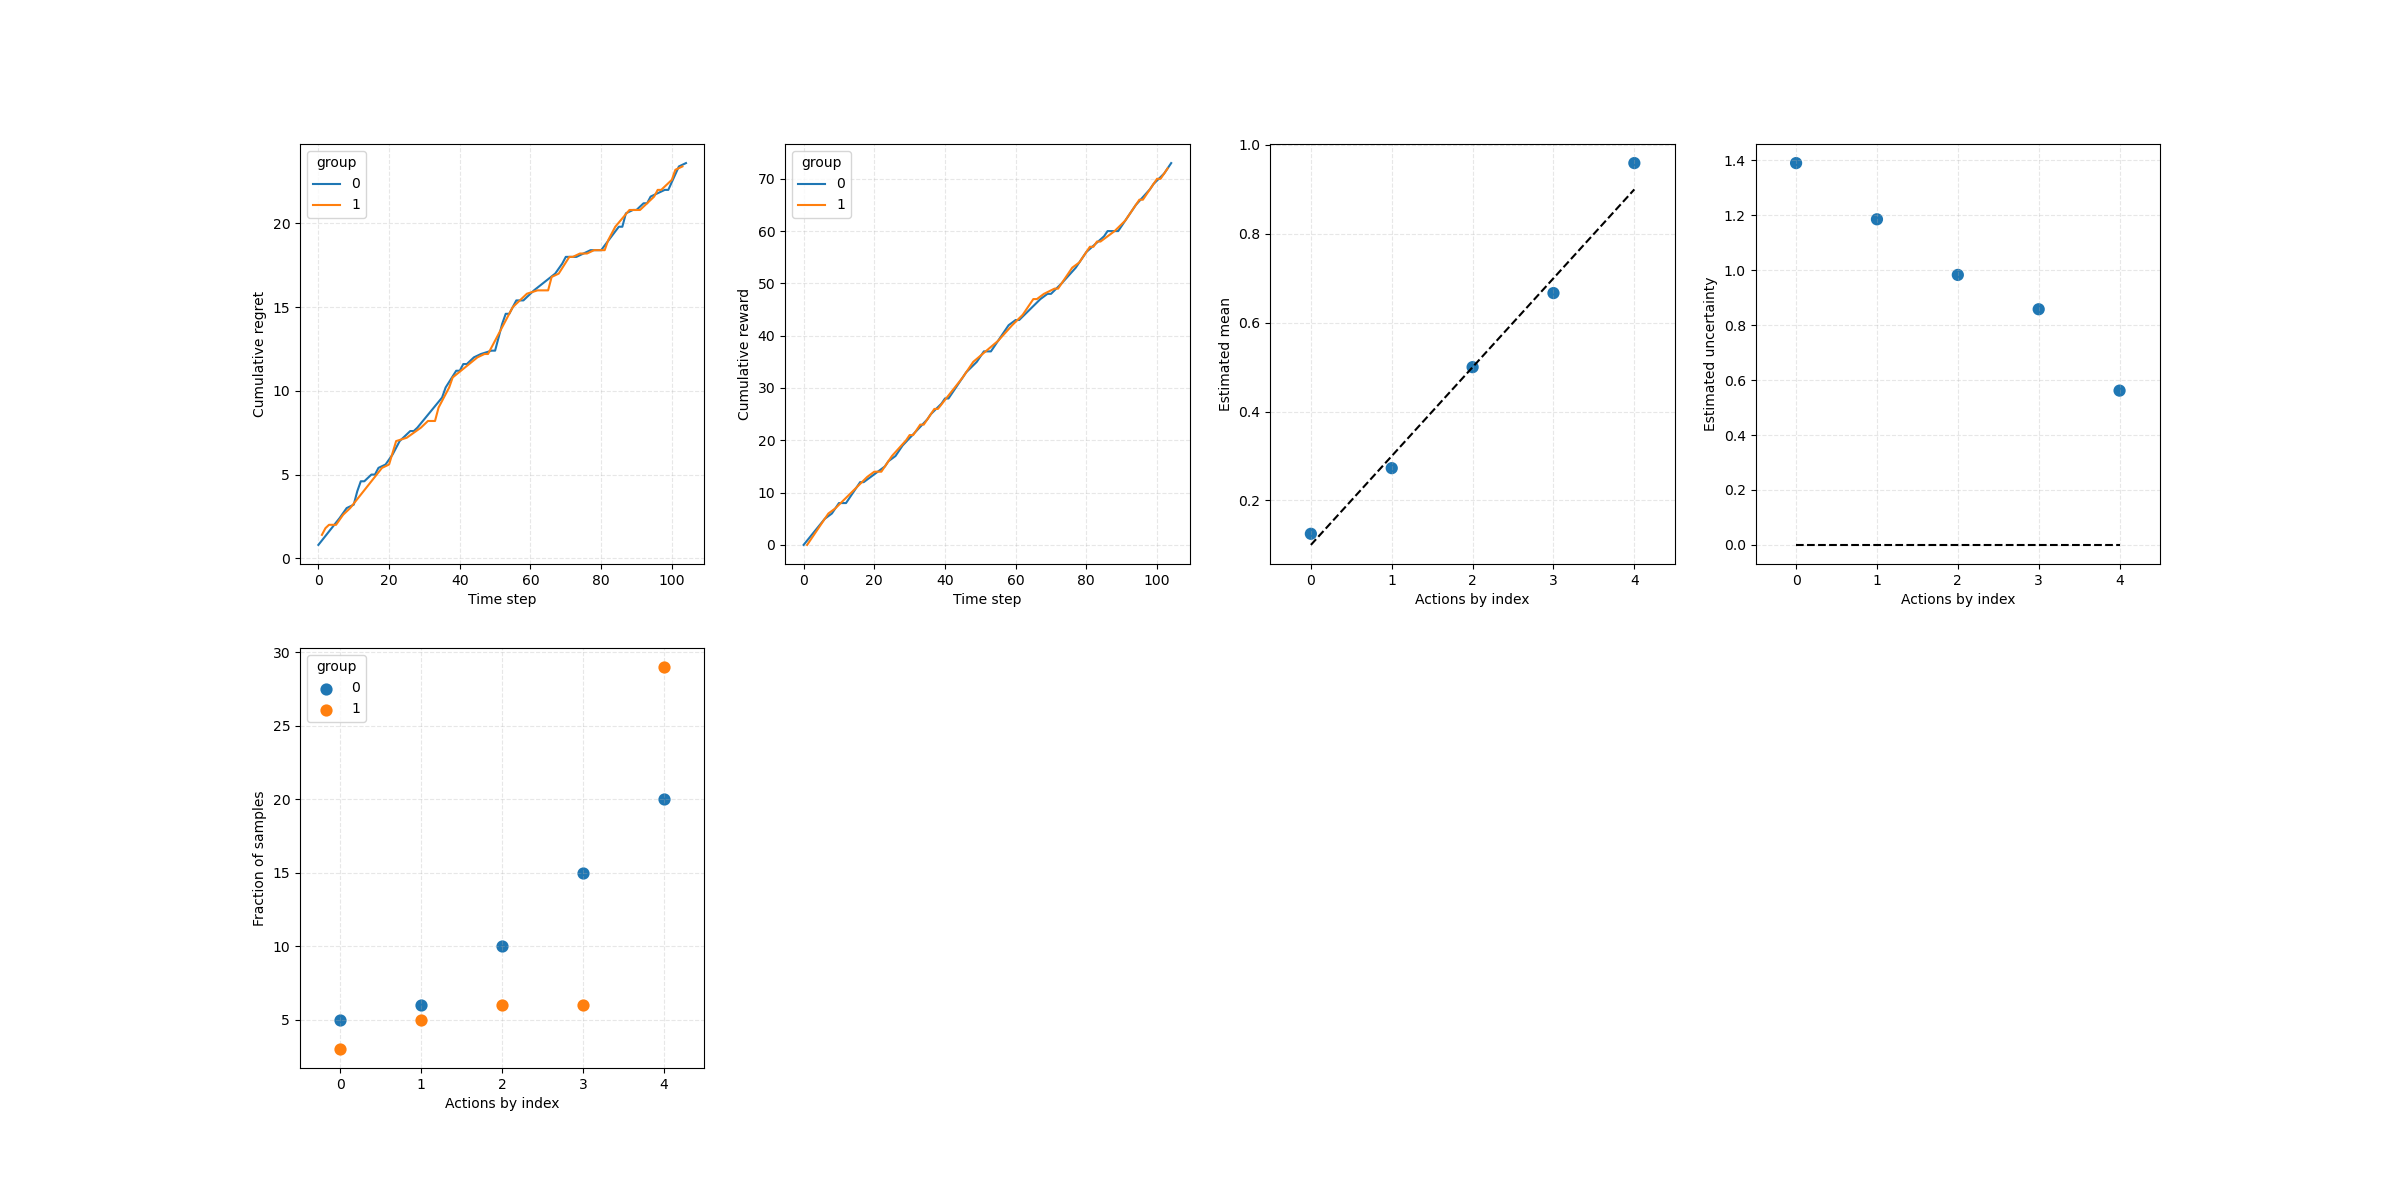 group
0
1
20
15
10
5
0
Cumulative regret
0 20 40 60 80 100
Time step
group
0
1
70
60
50
40
30
20
10
0
Cumulative reward
0 20 40 60 80 100
Time step
1.0
0.8
0.6
0.4
0.2
Estimated mean
0 1 2 3 4
Actions by index
1.4
1.2
1.0
0.8
0.6
0.4
0.2
0.0
Estimated uncertainty
0 1 2 3 4
Actions by index
group
0
1
30
25
20
15
10
5
Fraction of samples
0 1 2 3 4
Actions by index